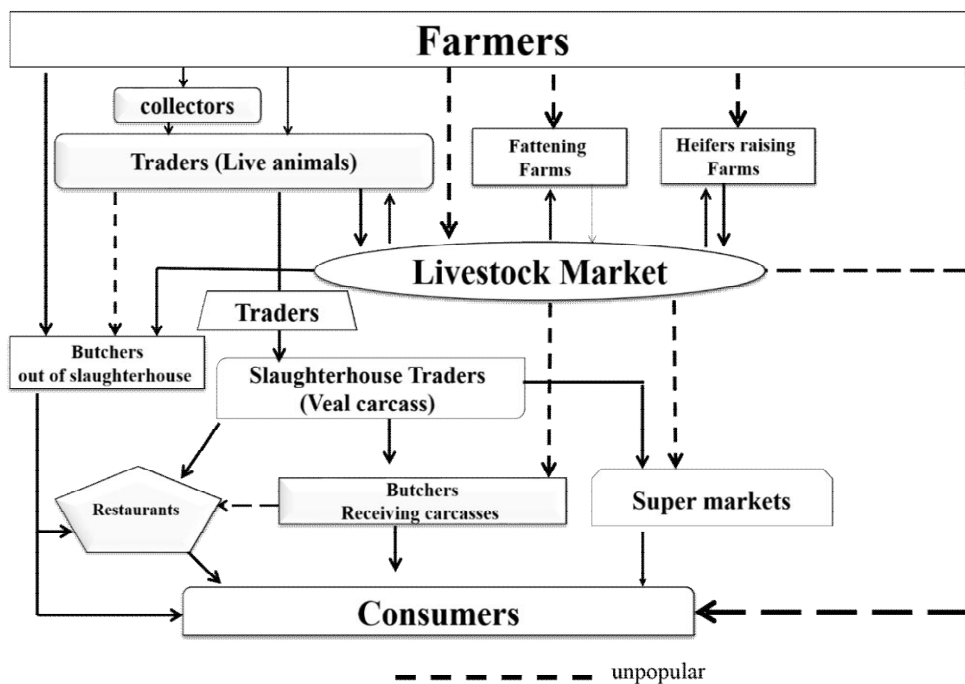 Farmers
collectors
Traders (Live animals)
Fattening
Farms
Heifers raising
Farms
Livestock Market
Traders
Butchers
out of slaughterhouse
Slaughterhouse Traders
(Veal carcass)
Restaurants
Butchers
Receiving carcasses
Super markets
Consumers
unpopular